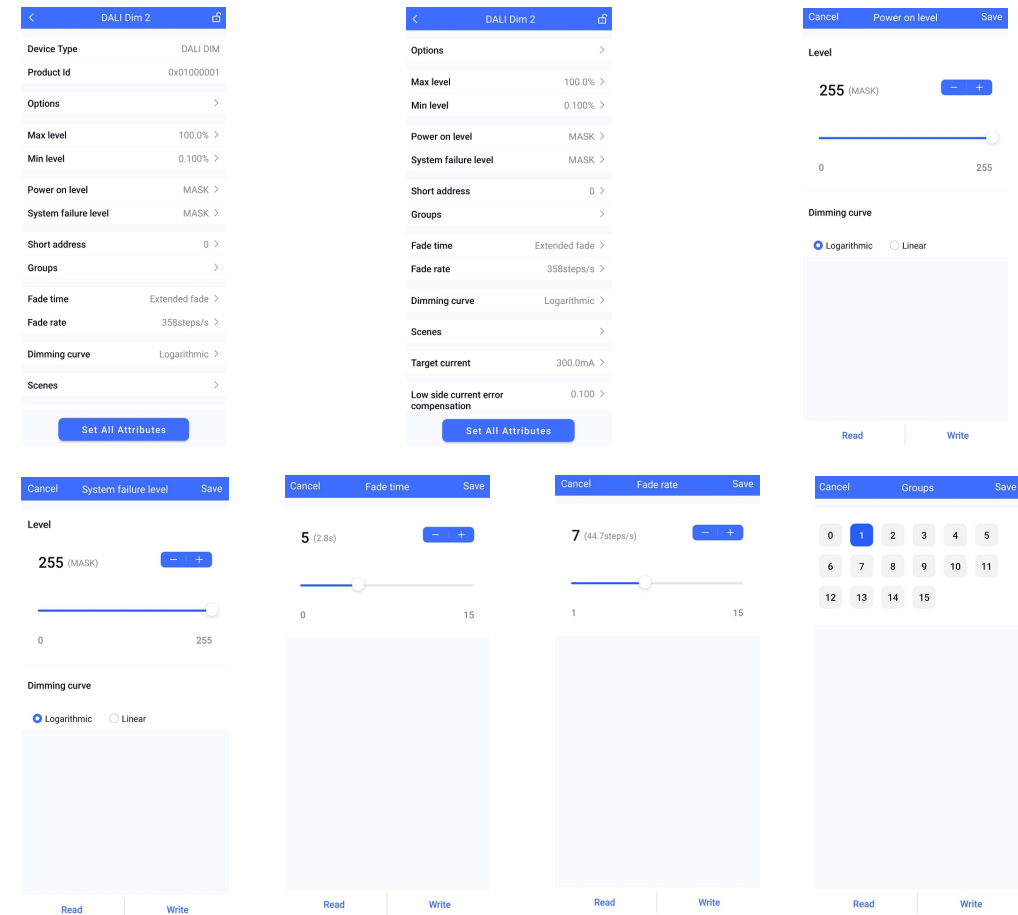 DALI Dim 2
Device Type DALI DIM
Product Id 0x01000001
Options
Max level 100.0%
Min level 0.100%
Power on level MASK
System failure level MASK
Short address 0
Groups
Fade time Extended fade
Fade rate 358steps/s
Dimming curve Logarithmic
Scenes
Set All Attributes
DALI Dim 2
Options
Max level 100.0%
Min level 0.100%
Power on level MASK
System failure level MASK
Short address 0
Groups
Fade time Extended fade
Fade rate 358steps/s
Dimming curve Logarithmic
Scenes
Target current 300.0mA
Low side current error 0.100
compensation
Set All Attributes
Cancel Power on level Save
Level
255 (MASK) − +
0 255
Dimming curve
Logarithmic Linear
Read Write
Cancel System failure level Save
Level
255 (MASK) − +
0 255
Dimming curve
Logarithmic Linear
Read Write
Cancel Fade time Save
5 (2.8s) − +
0 15
Read Write
Cancel Fade rate Save
7 (44.7steps/s) − +
1 15
Read Write
Cancel Groups Save
0 1 2 3 4 5
6 7 8 9 10 11
12 13 14 15
Read Write